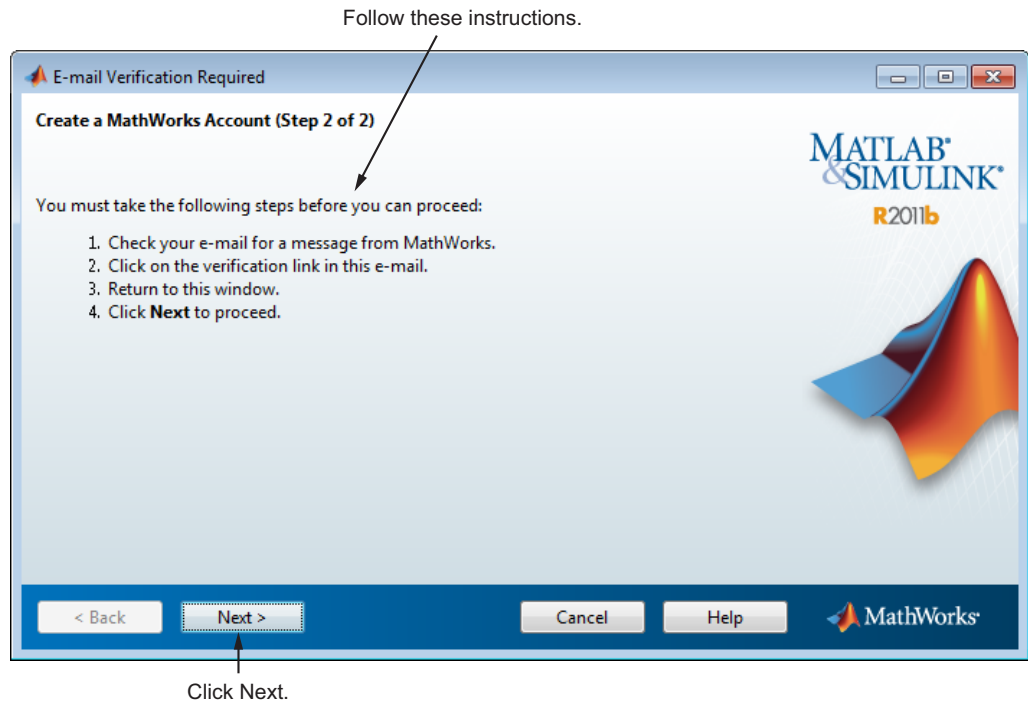 Follow these instructions.
E-mail Verification Required
Create a MathWorks Account (Step 2 of 2)
MATLAB®
&SIMULINK®
R2011b
You must take the following steps before you can proceed:
1. Check your e-mail for a message from MathWorks.
2. Click on the verification link in this e-mail.
3. Return to this window.
4. Click Next to proceed.
< Back
Next >
Cancel
Help
MathWorks®
Click Next.